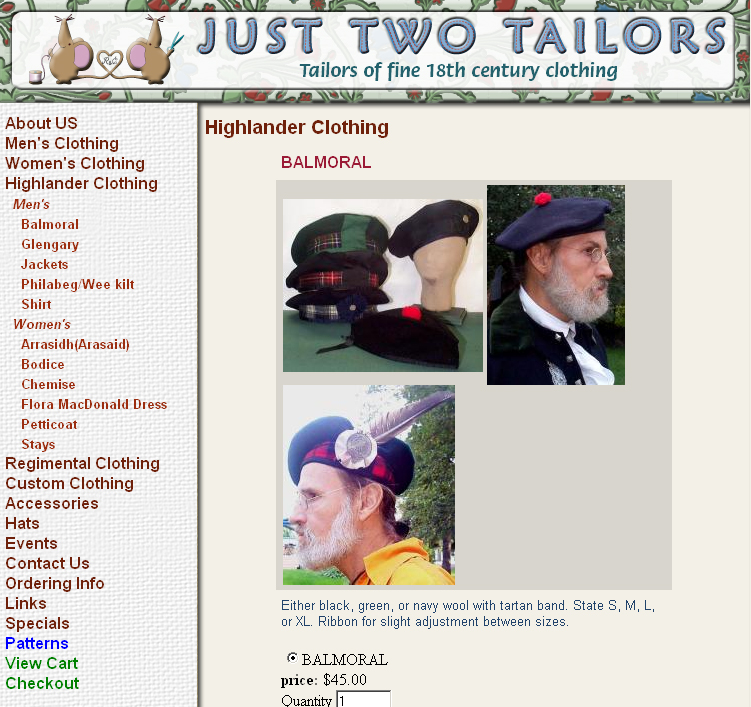 JUST TWO TAILORS
Tailors of fine 18th century clothing
About US
Men's Clothing
Women's Clothing
Highlander Clothing
Men's
Balmoral
Glengary
Jackets
Philabeg/Wee kilt
Shirt
Women's
Arrasidh(Arasaid)
Bodice
Chemise
Flora MacDonald Dress
Petticoat
Stays
Regimental Clothing
Custom Clothing
Accessories
Hats
Events
Contact Us
Ordering Info
Links
Specials
Patterns
View Cart
Checkout
Highlander Clothing
BALMORAL
Either black, green, or navy wool with tartan band. State S, M, L,
or XL. Ribbon for slight adjustment between sizes.
BALMORAL
price: $45.00
Quantity 1